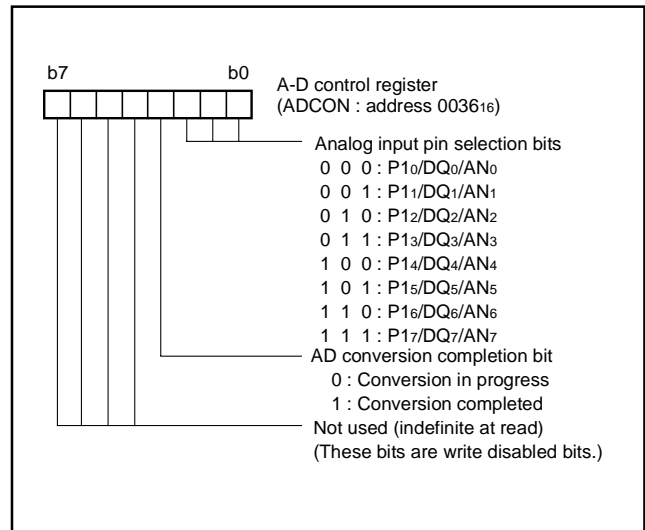 b7 b0
A-D control register
(ADCON : address 003616)
Analog input pin selection bits
0 0 0 : P10/DQ0/AN0
0 0 1 : P11/DQ1/AN1
0 1 0 : P12/DQ2/AN2
0 1 1 : P13/DQ3/AN3
1 0 0 : P14/DQ4/AN4
1 0 1 : P15/DQ5/AN5
1 1 0 : P16/DQ6/AN6
1 1 1 : P17/DQ7/AN7
AD conversion completion bit
0 : Conversion in progress
1 : Conversion completed
Not used (indefinite at read)
(These bits are write disabled bits.)